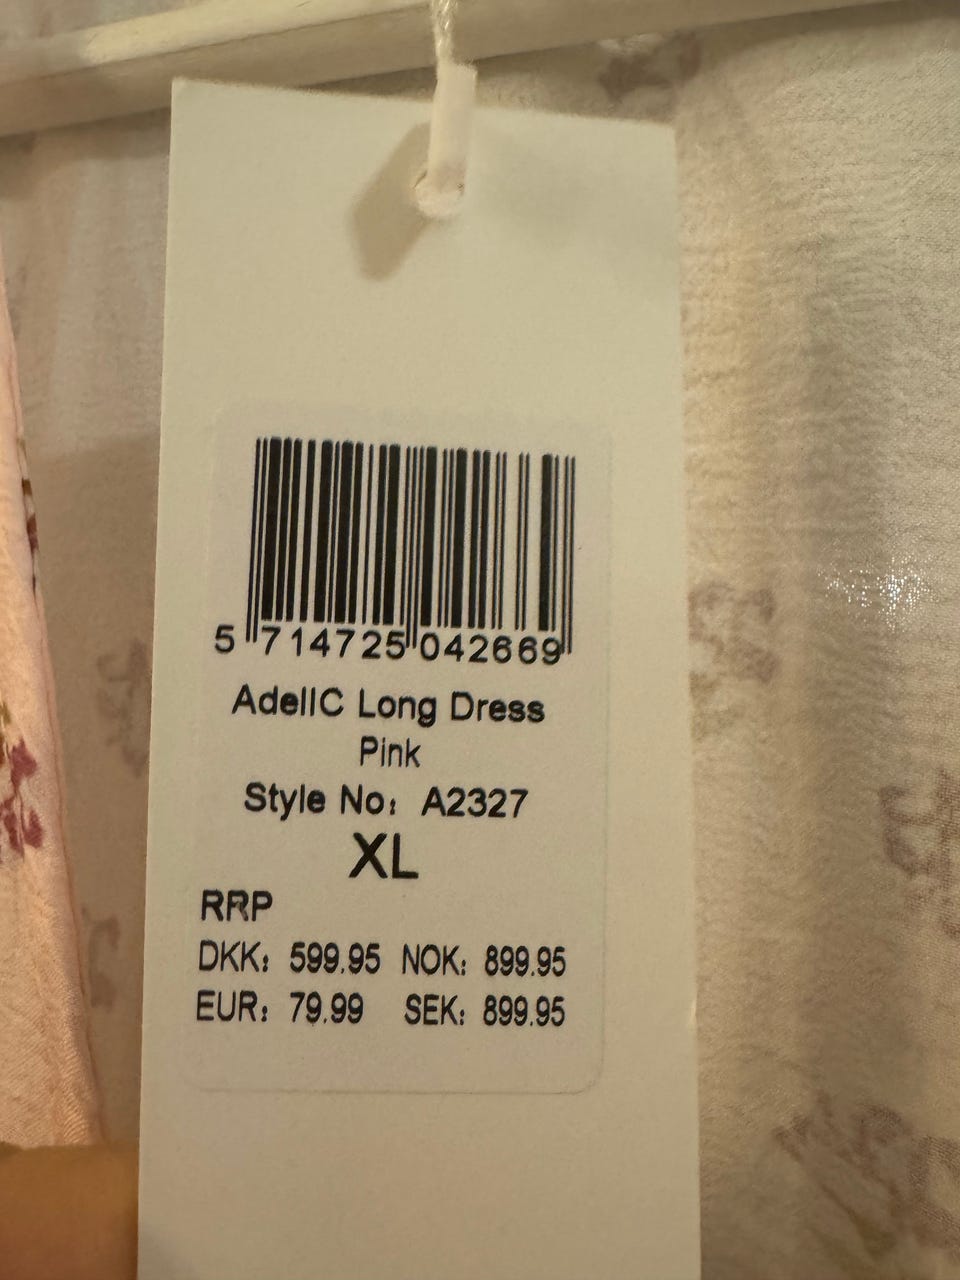 5 714725 042669
AdelIC Long Dress
Pink
Style No: A2327
XL
RRP
DKK: 599.95 NOK: 899.95
EUR: 79.99 SEK: 899.95